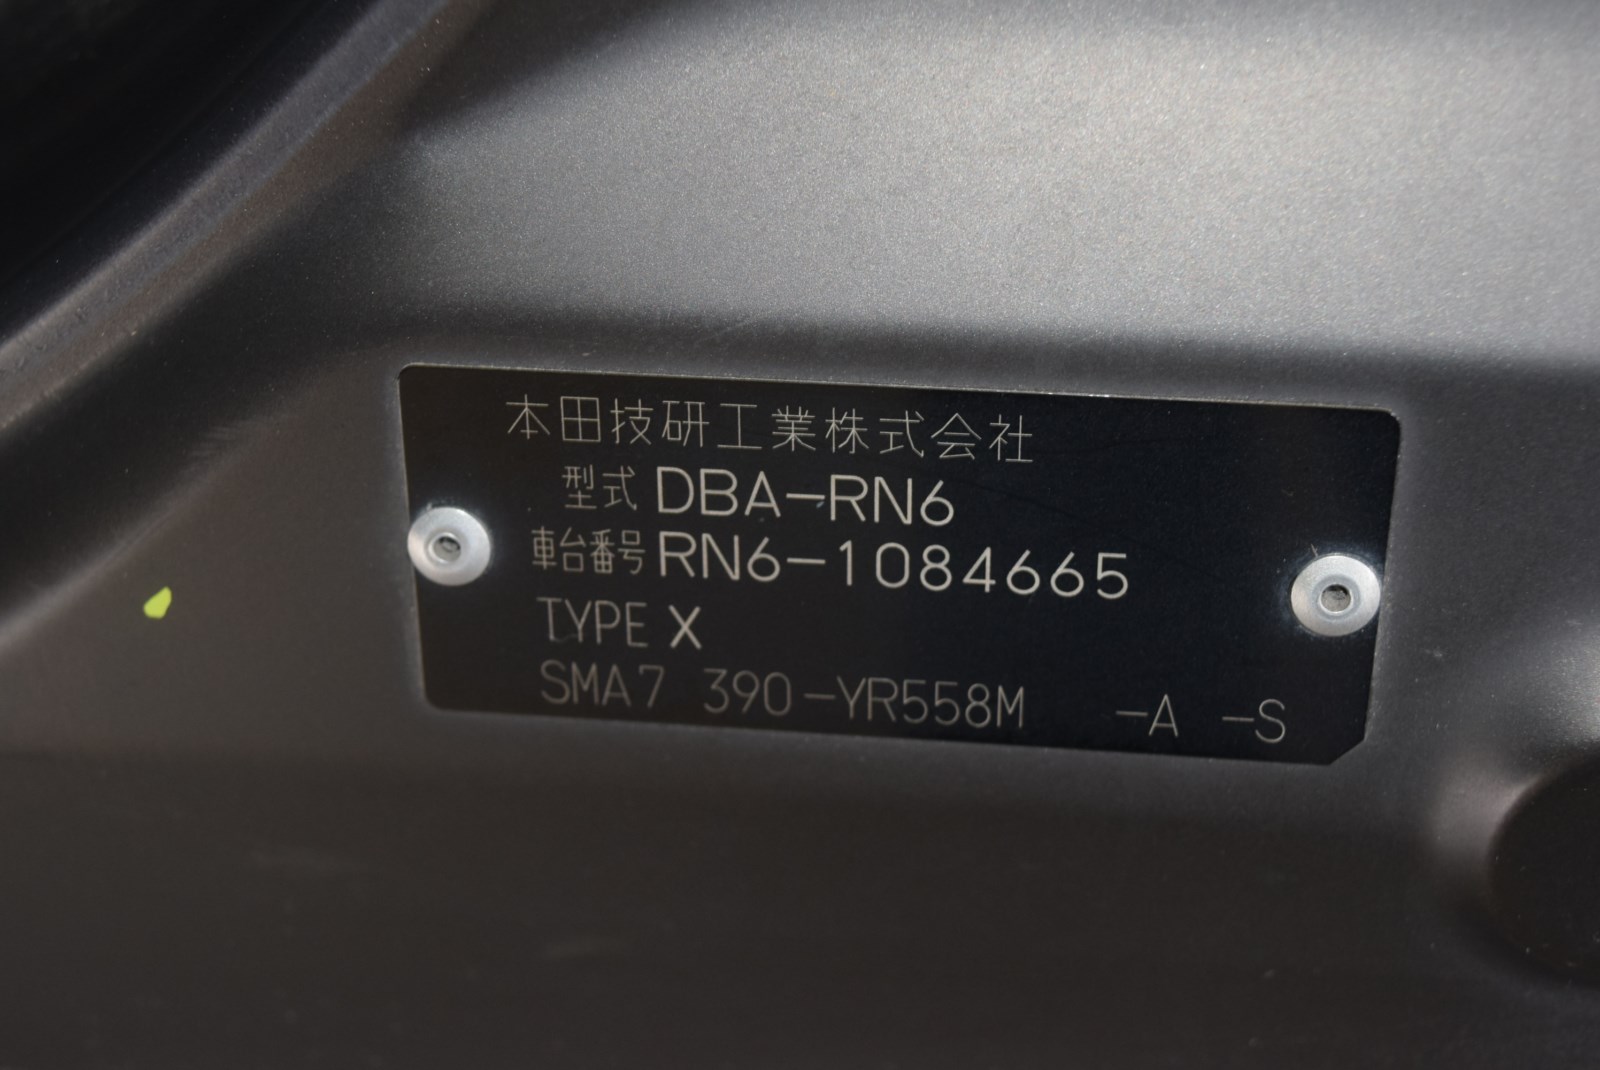 本田技研工業株式会社
型式 DBA-RN6
車台番号 RN6-1084665
TYPE X
SMA7 390-YR558M -A -S